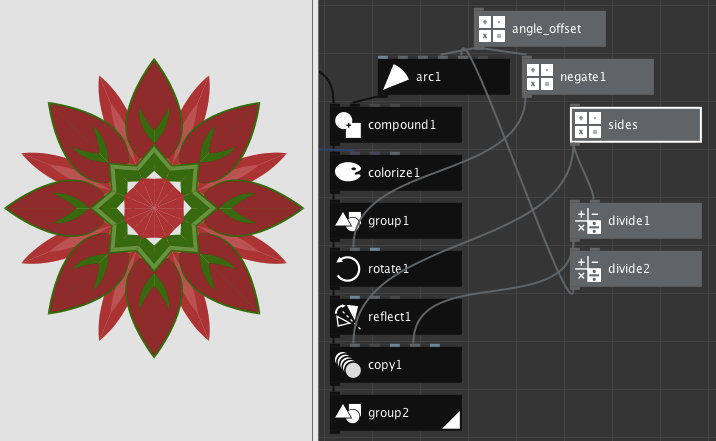 angle_offset
arc1
negate1
compound1
sides
colorize1
group1
divide1
rotate1
divide2
reflect1
copy1
group2